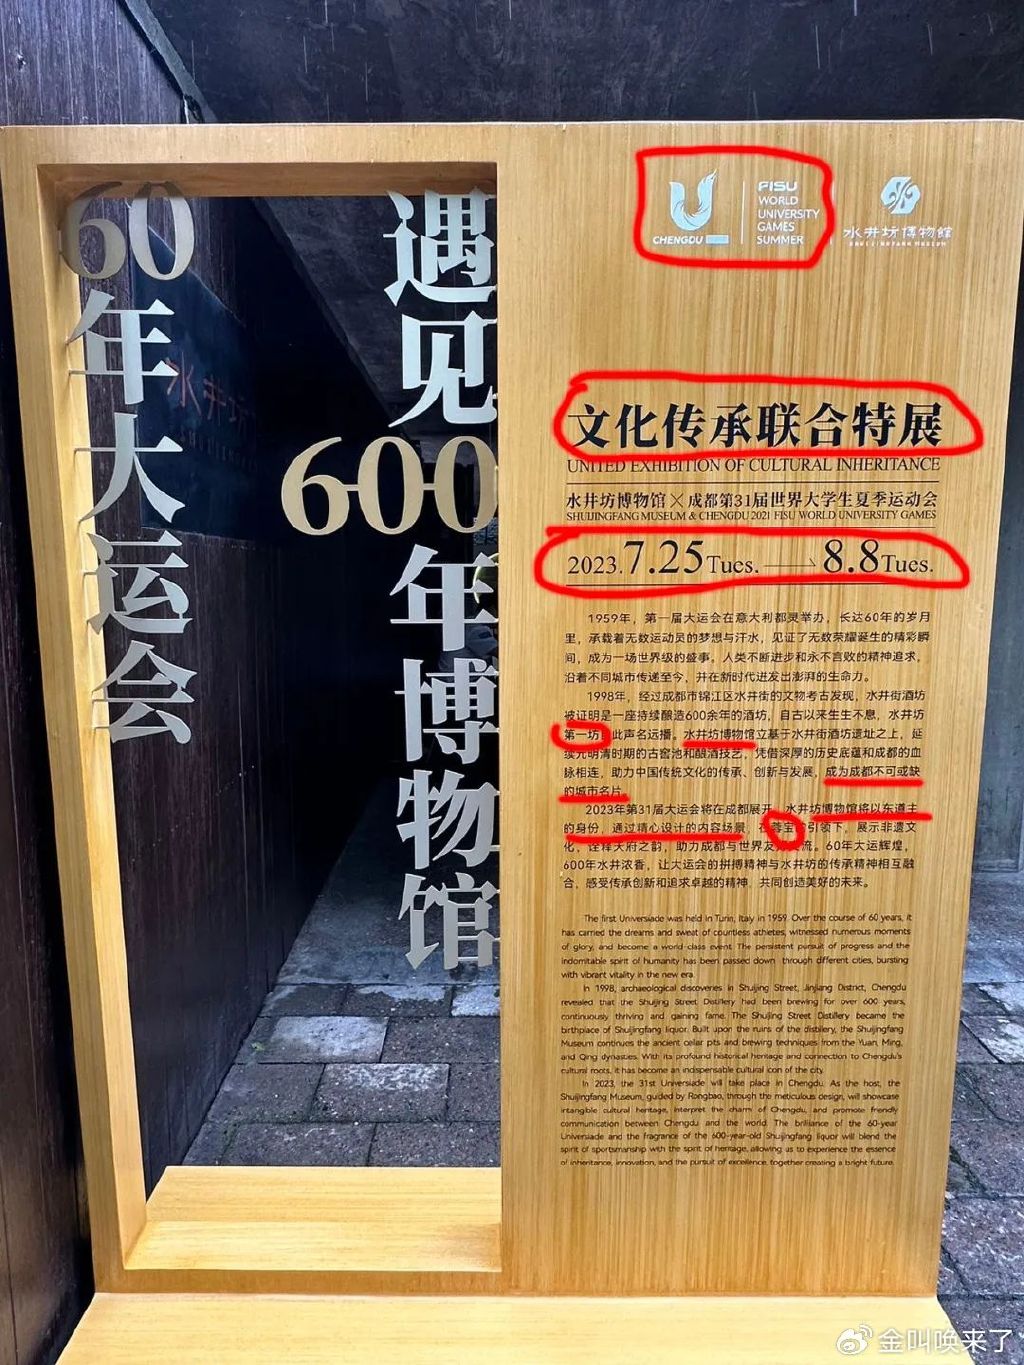 60年大运会
遇见
600
年博物馆
CHENGDU
FISU
WORLD
UNIVERSITY
GAMES
SUMMER
水井坊博物館
SHUIJINGFANG MUSEUM
文化传承联合特展
UNITED EXHIBITION OF CULTURAL INHERITANCE
水井坊博物馆×成都第31届世界大学生夏季运动会
SHUIJINGFANG MUSEUM & CHENGDU 2021 FISU WORLD UNIVERSITY GAMES
2023.7.25Tues.——8.8Tues.
1959年，第一届大运会在意大利都灵举办，长达60年的岁月
里，承载着无数运动员的梦想与汗水，见证了无数荣耀诞生的精彩瞬
间，成为一场世界级的盛事，人类不断进步和永不言败的精神追求，
沿着不同城市传递至今，并在新时代迸发出澎湃的生命力。
1998年，经过成都市锦江区水井街的文物考古发现，水井街酒坊
被证明是一座持续酿造600余年的酒坊，自古以来生生不息，水井坊
第一坊由此声名远播。水井坊博物馆立基于水井街酒坊遗址之上，延
续元明清时期的古窖池和酿酒技艺，凭借深厚的历史底蕴和成都的血
脉相连，助力中国传统文化的传承、创新与发展，成为成都不可或缺
的城市名片。
2023年第31届大运会将在成都展开，水井坊博物馆将以东道主
的身份，通过精心设计的内容场景，在蓉宝的引领下，展示非遗文
化，诠释天府之韵，助力成都与世界友好交流。60年大运辉煌，
600年水井浓香，让大运会的拼搏精神与水井坊的传承精神相互融
合，感受传承创新和追求卓越的精神，共同创造美好的未来。
The first Universiade was held in Turin, Italy in 1959. Over the course of 60 years, it
has carried the dreams and sweat of countless athletes, witnessed numerous moments
of glory, and become a world-class event. The persistent pursuit of progress and the
indomitable spirit of humanity has been passed down through different cities, bursting
with vibrant vitality in the new era.
In 1998, archaeological discoveries in Shuijing Street, Jinjiang District, Chengdu
revealed that the Shuijing Street Distillery had been brewing for over 600 years,
continuously thriving and gaining fame. The Shuijing Street Distillery became the
birthplace of Shuijingfang liquor. Built upon the ruins of the distillery, the Shuijingfang
Museum continues the ancient cellar pits and brewing techniques from the Yuan, Ming,
and Qing dynasties. With its profound historical heritage and connection to Chengdu's
cultural roots, it has become an indispensable cultural icon of the city.
In 2023, the 31st Universiade will take place in Chengdu. As the host, the
Shuijingfang Museum, guided by Rongbao, through the meticulous design, will showcase
intangible cultural heritage, interpret the charm of Chengdu, and promote friendly
communication between Chengdu and the world. The brilliance of the 60-year
Universiade and the fragrance of the 600-year-old Shuijingfang liquor will blend the
spirit of sportsmanship with the spirit of heritage, allowing us to experience the essence
of inheritance, innovation, and the pursuit of excellence, together creating a bright future.
水井坊
@金叫唤来了